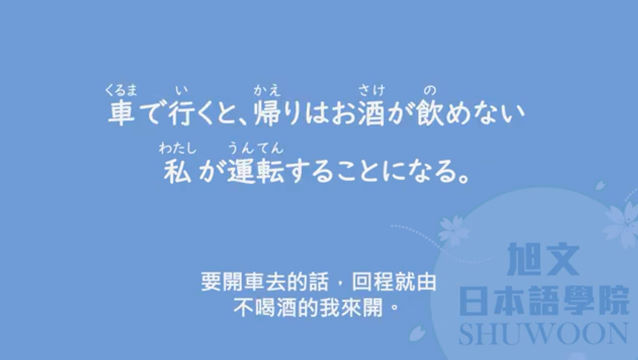 くるま い かえ さけ の
車で行くと、帰りはお酒が飲めない
わたし うんてん
私が運転することになる。
要開車去的話，回程就由
不喝酒的我來開。
旭文
日本語學院
SHUWOON